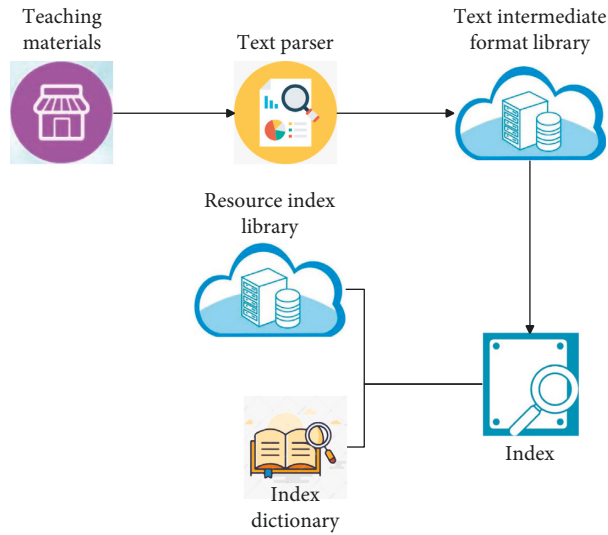 Teaching
materials
Text parser
Text intermediate
format library
Resource index
library
Index
Index
dictionary